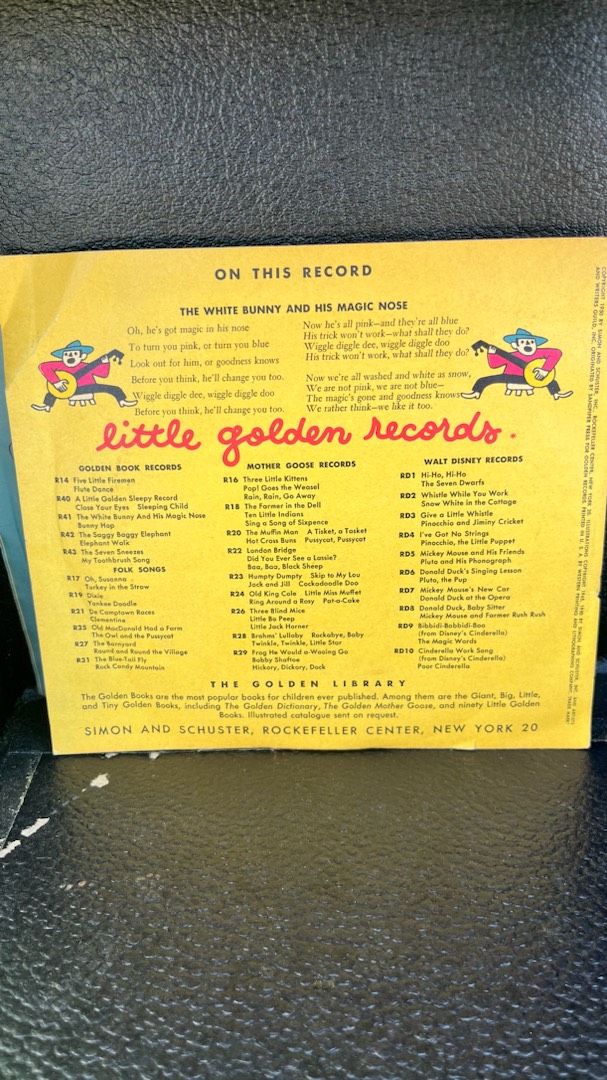 ON THIS RECORD
THE WHITE BUNNY AND HIS MAGIC NOSE
Oh, he's got magic in his nose
To turn you pink, or turn you blue
Look out for him, or goodness knows
Before you think, he'll change you too.
Wiggle diggle dee, wiggle diggle doo
Before you think, he'll change you too.
Now he's all pink—and they're all blue
His trick won't work—what shall they do?
Wiggle diggle dee, wiggle diggle doo
His trick won't work, what shall they do?
Now we're all washed and white as snow,
We are not pink, we are not blue—
The magic's gone and goodness knows
We rather think—we like it too.
little golden records.
GOLDEN BOOK RECORDS
R14 Five Little Firemen
Flute Dance
R40 A Little Golden Sleepy Record
Close Your Eyes Sleeping Child
R41 The White Bunny And His Magic Nose
Bunny Hop
R42 The Saggy Baggy Elephant
Elephant Walk
R43 The Seven Sneezes
My Toothbrush Song
FOLK SONGS
R17 Oh, Susanna
Turkey in the Straw
R19 Dixie
Yankee Doodle
R21 De Camptown Races
Clementine
R25 Old MacDonald Had a Farm
The Owl and the Pussycat
R27 The Barnyard
Round and Round the Village
R31 The Blue-Tail Fly
Rock Candy Mountain
MOTHER GOOSE RECORDS
R16 Three Little Kittens
Pop! Goes the Weasel
Rain, Rain, Go Away
R18 The Farmer in the Dell
Ten Little Indians
Sing a Song of Sixpence
R20 The Muffin Man A Tisket, a Tasket
Hot Cross Buns Pussycat, Pussycat
R22 London Bridge
Did You Ever See a Lassie?
Baa, Baa, Black Sheep
R23 Humpty Dumpty Skip to My Lou
Jack and Jill Cockadoodle Doo
R24 Old King Cole Little Miss Muffet
Ring Around a Rosy Pat-a-Cake
R26 Three Blind Mice
Little Bo Peep
Little Jack Horner
R28 Brahms' Lullaby Rockabye, Baby
Twinkle, Twinkle, Little Star
R29 Frog He Would a-Wooing Go
Bobby Shaftoe
Hickory, Dickory, Dock
WALT DISNEY RECORDS
RD1 Hi-Ho, Hi-Ho
The Seven Dwarfs
RD2 Whistle While You Work
Snow White in the Cottage
RD3 Give a Little Whistle
Pinocchio and Jiminy Cricket
RD4 I've Got No Strings
Pinocchio, the Little Puppet
RD5 Mickey Mouse and His Friends
Pluto and His Phonograph
RD6 Donald Duck's Singing Lesson
Pluto, the Pup
RD7 Mickey Mouse's New Car
Donald Duck at the Opera
RD8 Donald Duck, Baby Sitter
Mickey Mouse and Farmer Rush Rush
RD9 Bibbidi-Bobbidi-Boo
(from Disney's Cinderella)
The Magic Words
RD10 Cinderella Work Song
(from Disney's Cinderella)
Poor Cinderella
THE GOLDEN LIBRARY
The Golden Books are the most popular books for children ever published. Among them are the Giant, Big, Little,
and Tiny Golden Books, including The Golden Dictionary, The Golden Mother Goose, and ninety Little Golden
Books. Illustrated catalogue sent on request.
SIMON AND SCHUSTER, ROCKEFELLER CENTER, NEW YORK 20
COPYRIGHT 1950 BY SIMON AND SCHUSTER, INC., ROCKEFELLER CENTER, NEW YORK 20. ILLUSTRATIONS COPYRIGHT